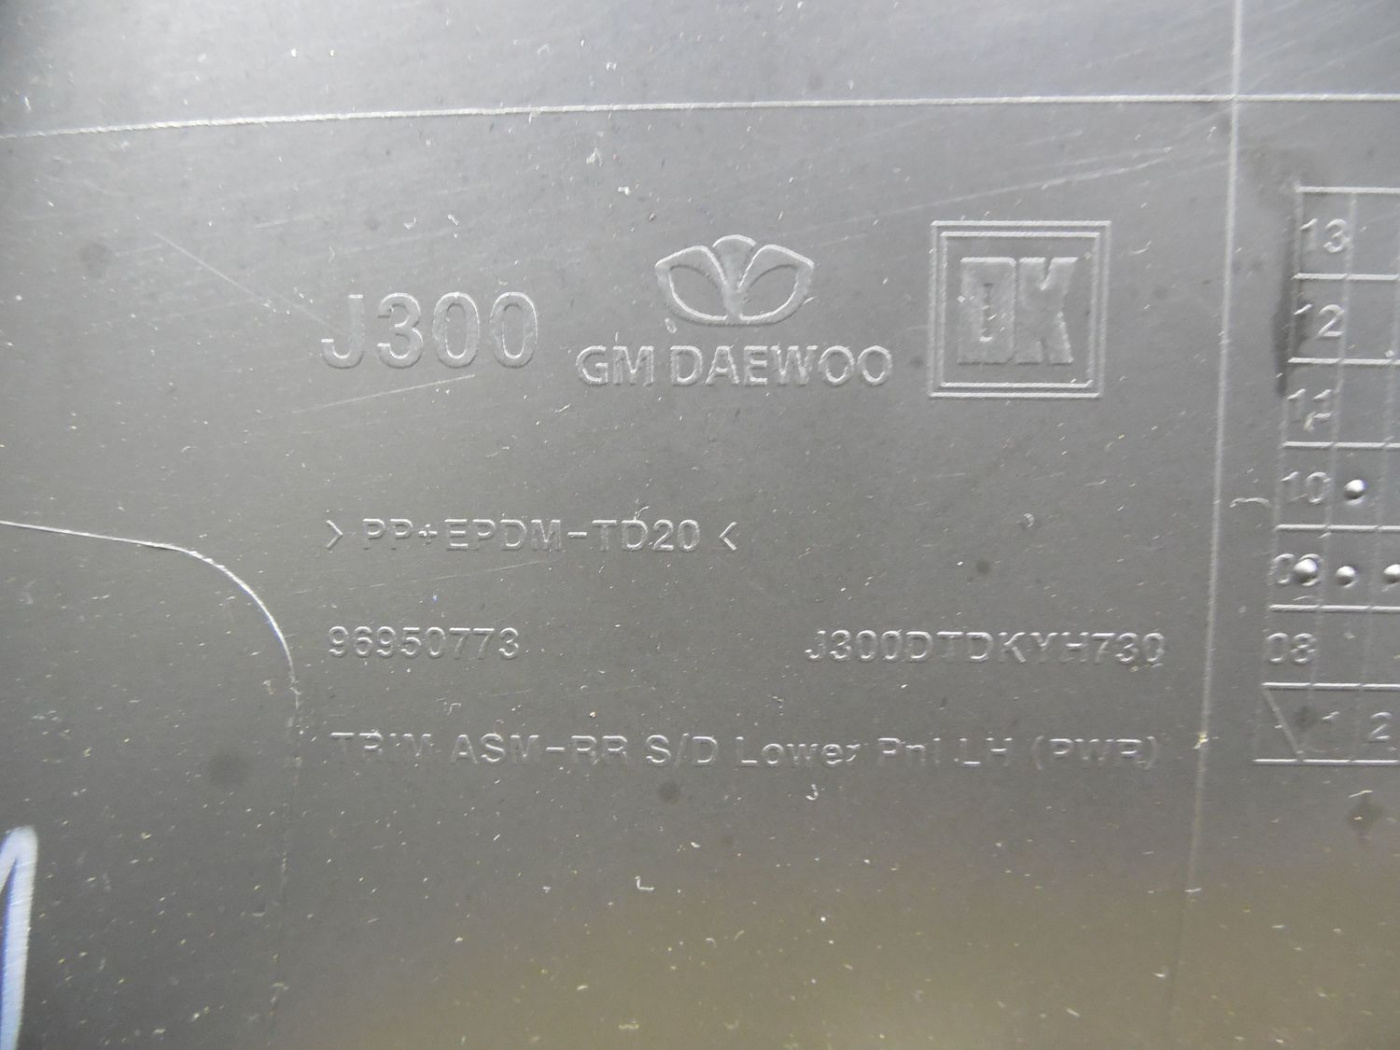 J300
GM DAEWOO
DK
> PP+EPDM-TD20 <
96950773
J300DTDKYH730
TRIM ASM-RR S/D Lower Pnl LH (PWR)
13
12
11
10
09
08
1 2